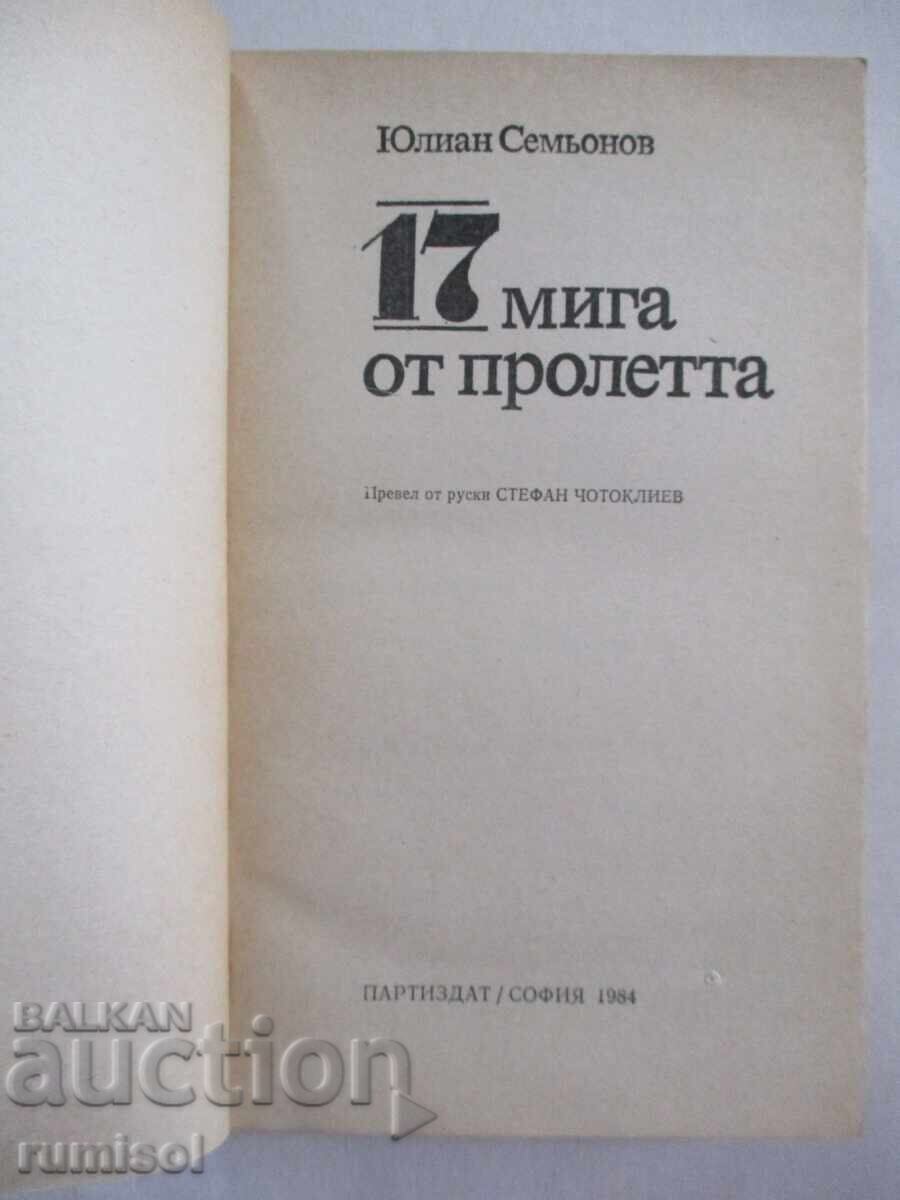 Юлиан Семьонов
17 мига
от пролетта
Превел от руски СТЕФАН ЧОТОКЛИЕВ
ПАРТИЗДАТ / СОФИЯ 1984
BALKAN
auction
rumisol